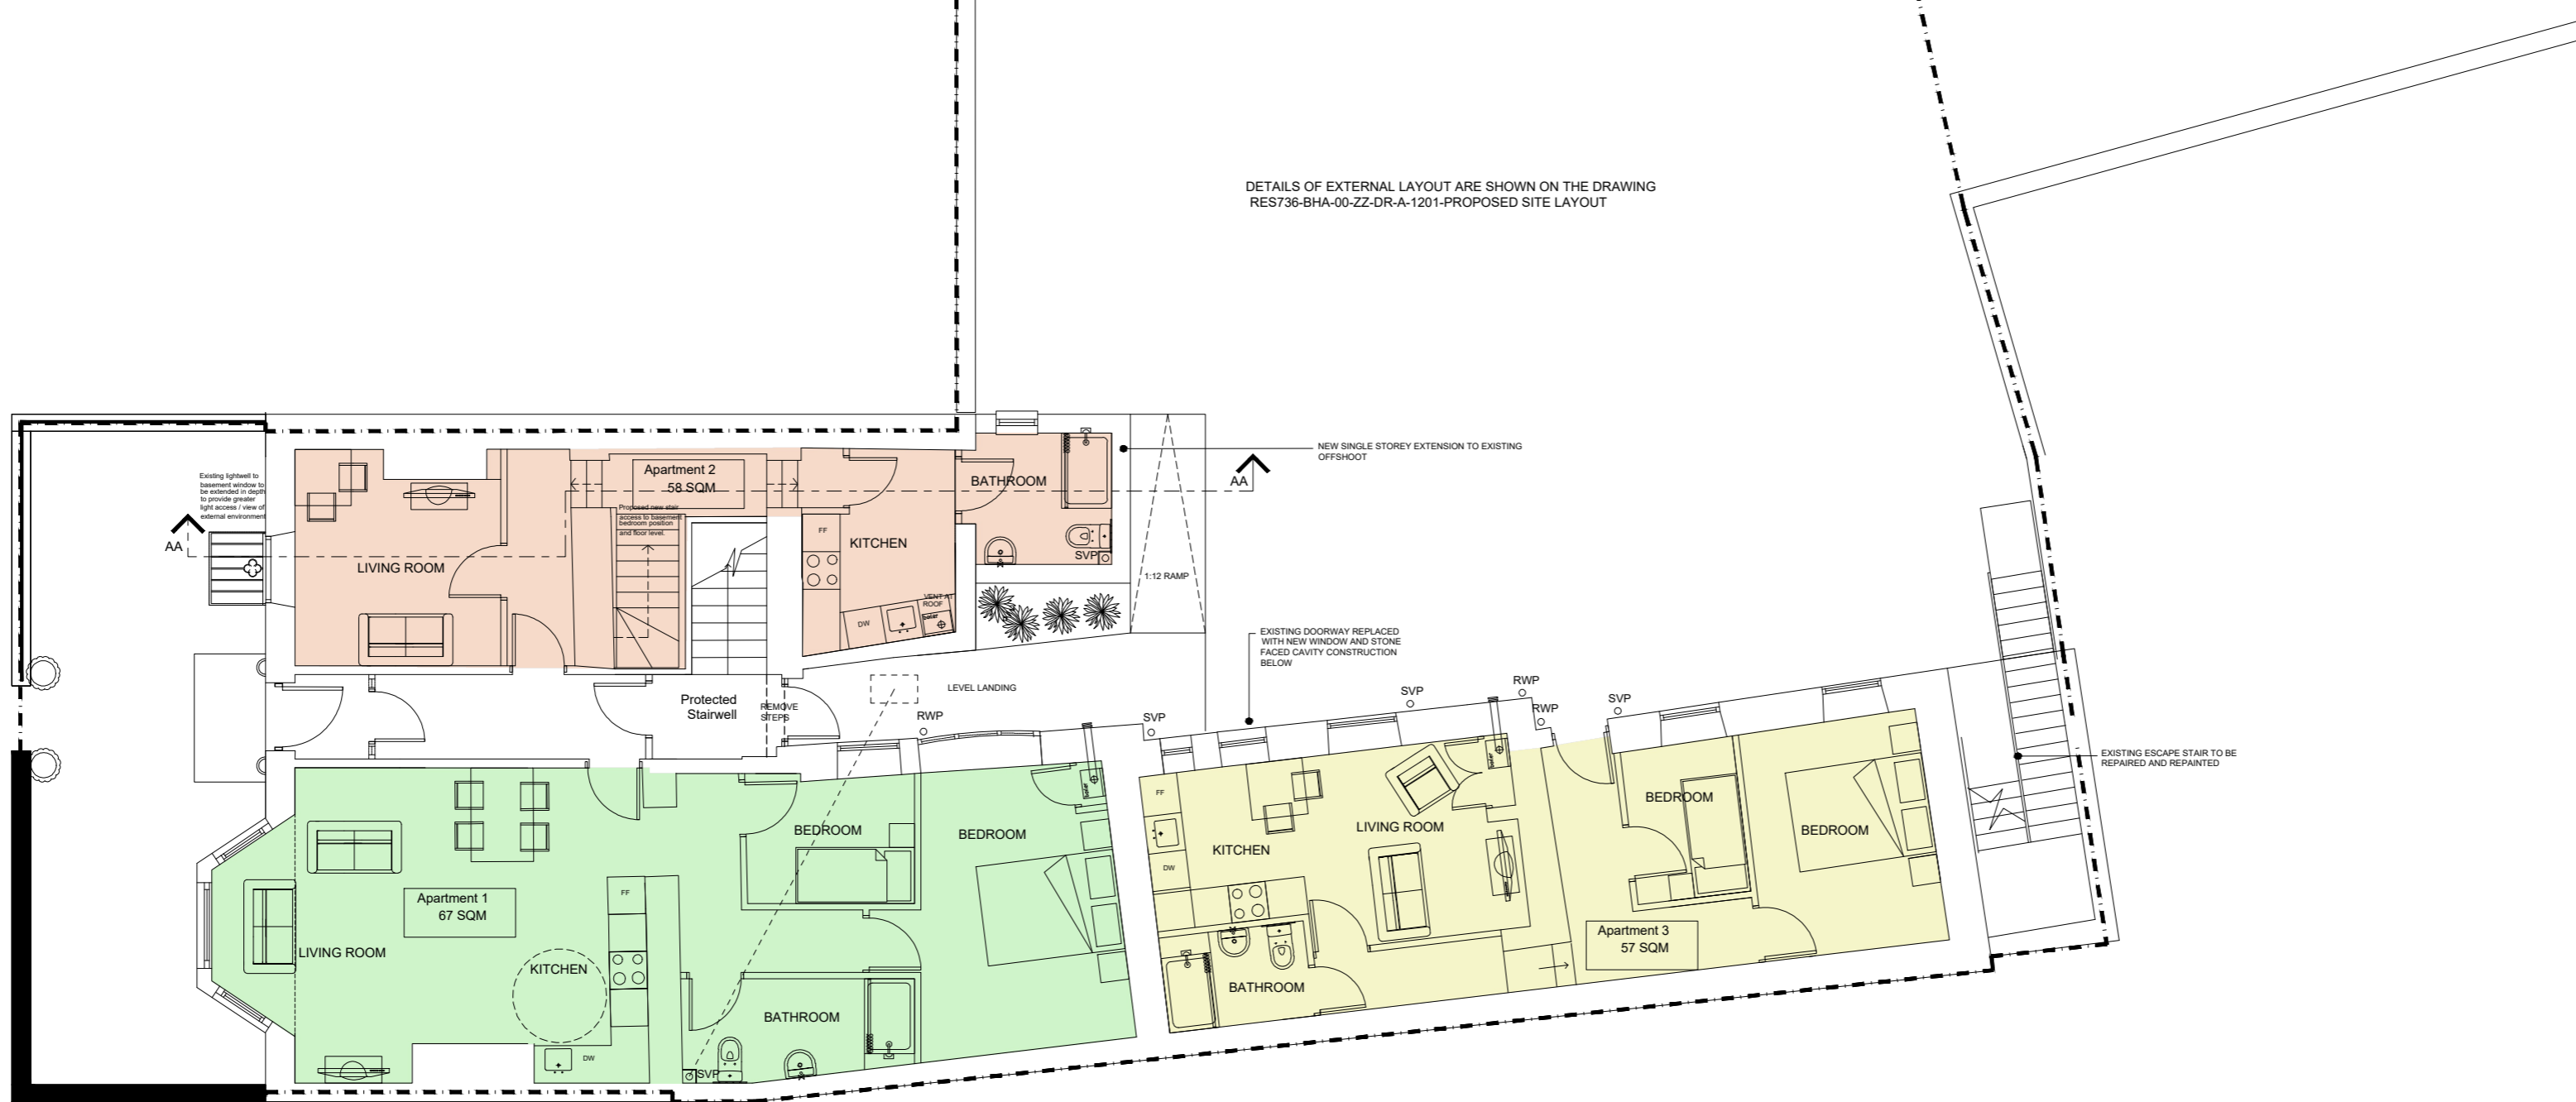 DETAILS OF EXTERNAL LAYOUT ARE SHOWN ON THE DRAWING
RES736-BHA-00-ZZ-DR-A-1201-PROPOSED SITE LAYOUT
NEW SINGLE STOREY EXTENSION TO EXISTING
OFFSHOOT
Existing lightwell to
basement window to
be extended in depth
to provide greater
light access / view of
external environment
AA
LIVING ROOM
Apartment 2
58 SQM
Proposed new stair
access to basement
bedroom position
and floor level.
FF
KITCHEN
DW
VENT AT
ROOF
boiler
BATHROOM
SVP
AA
1:12 RAMP
EXISTING DOORWAY REPLACED
WITH NEW WINDOW AND STONE
FACED CAVITY CONSTRUCTION
BELOW
Protected
Stairwell
REMOVE
STEPS
LEVEL LANDING
RWP
SVP
SVP
RWP
RWP
SVP
EXISTING ESCAPE STAIR TO BE
REPAIRED AND REPAINTED
Apartment 1
67 SQM
LIVING ROOM
KITCHEN
FF
DW
BEDROOM
BEDROOM
boiler
BATHROOM
SVP
FF
DW
KITCHEN
LIVING ROOM
boiler
BATHROOM
BEDROOM
BEDROOM
Apartment 3
57 SQM